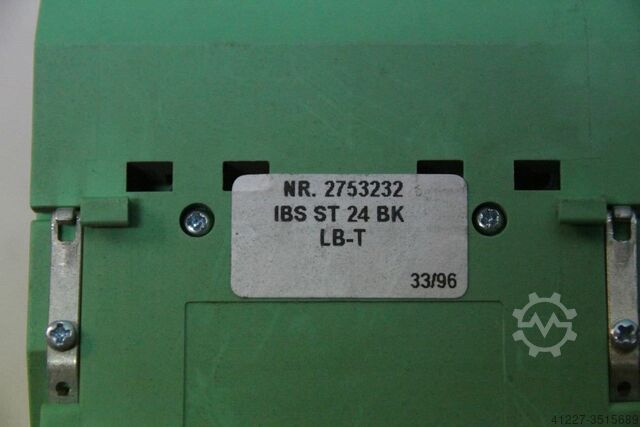 NR. 2753232
IBS ST 24 BK
LB-T
33/96
41227-3515689